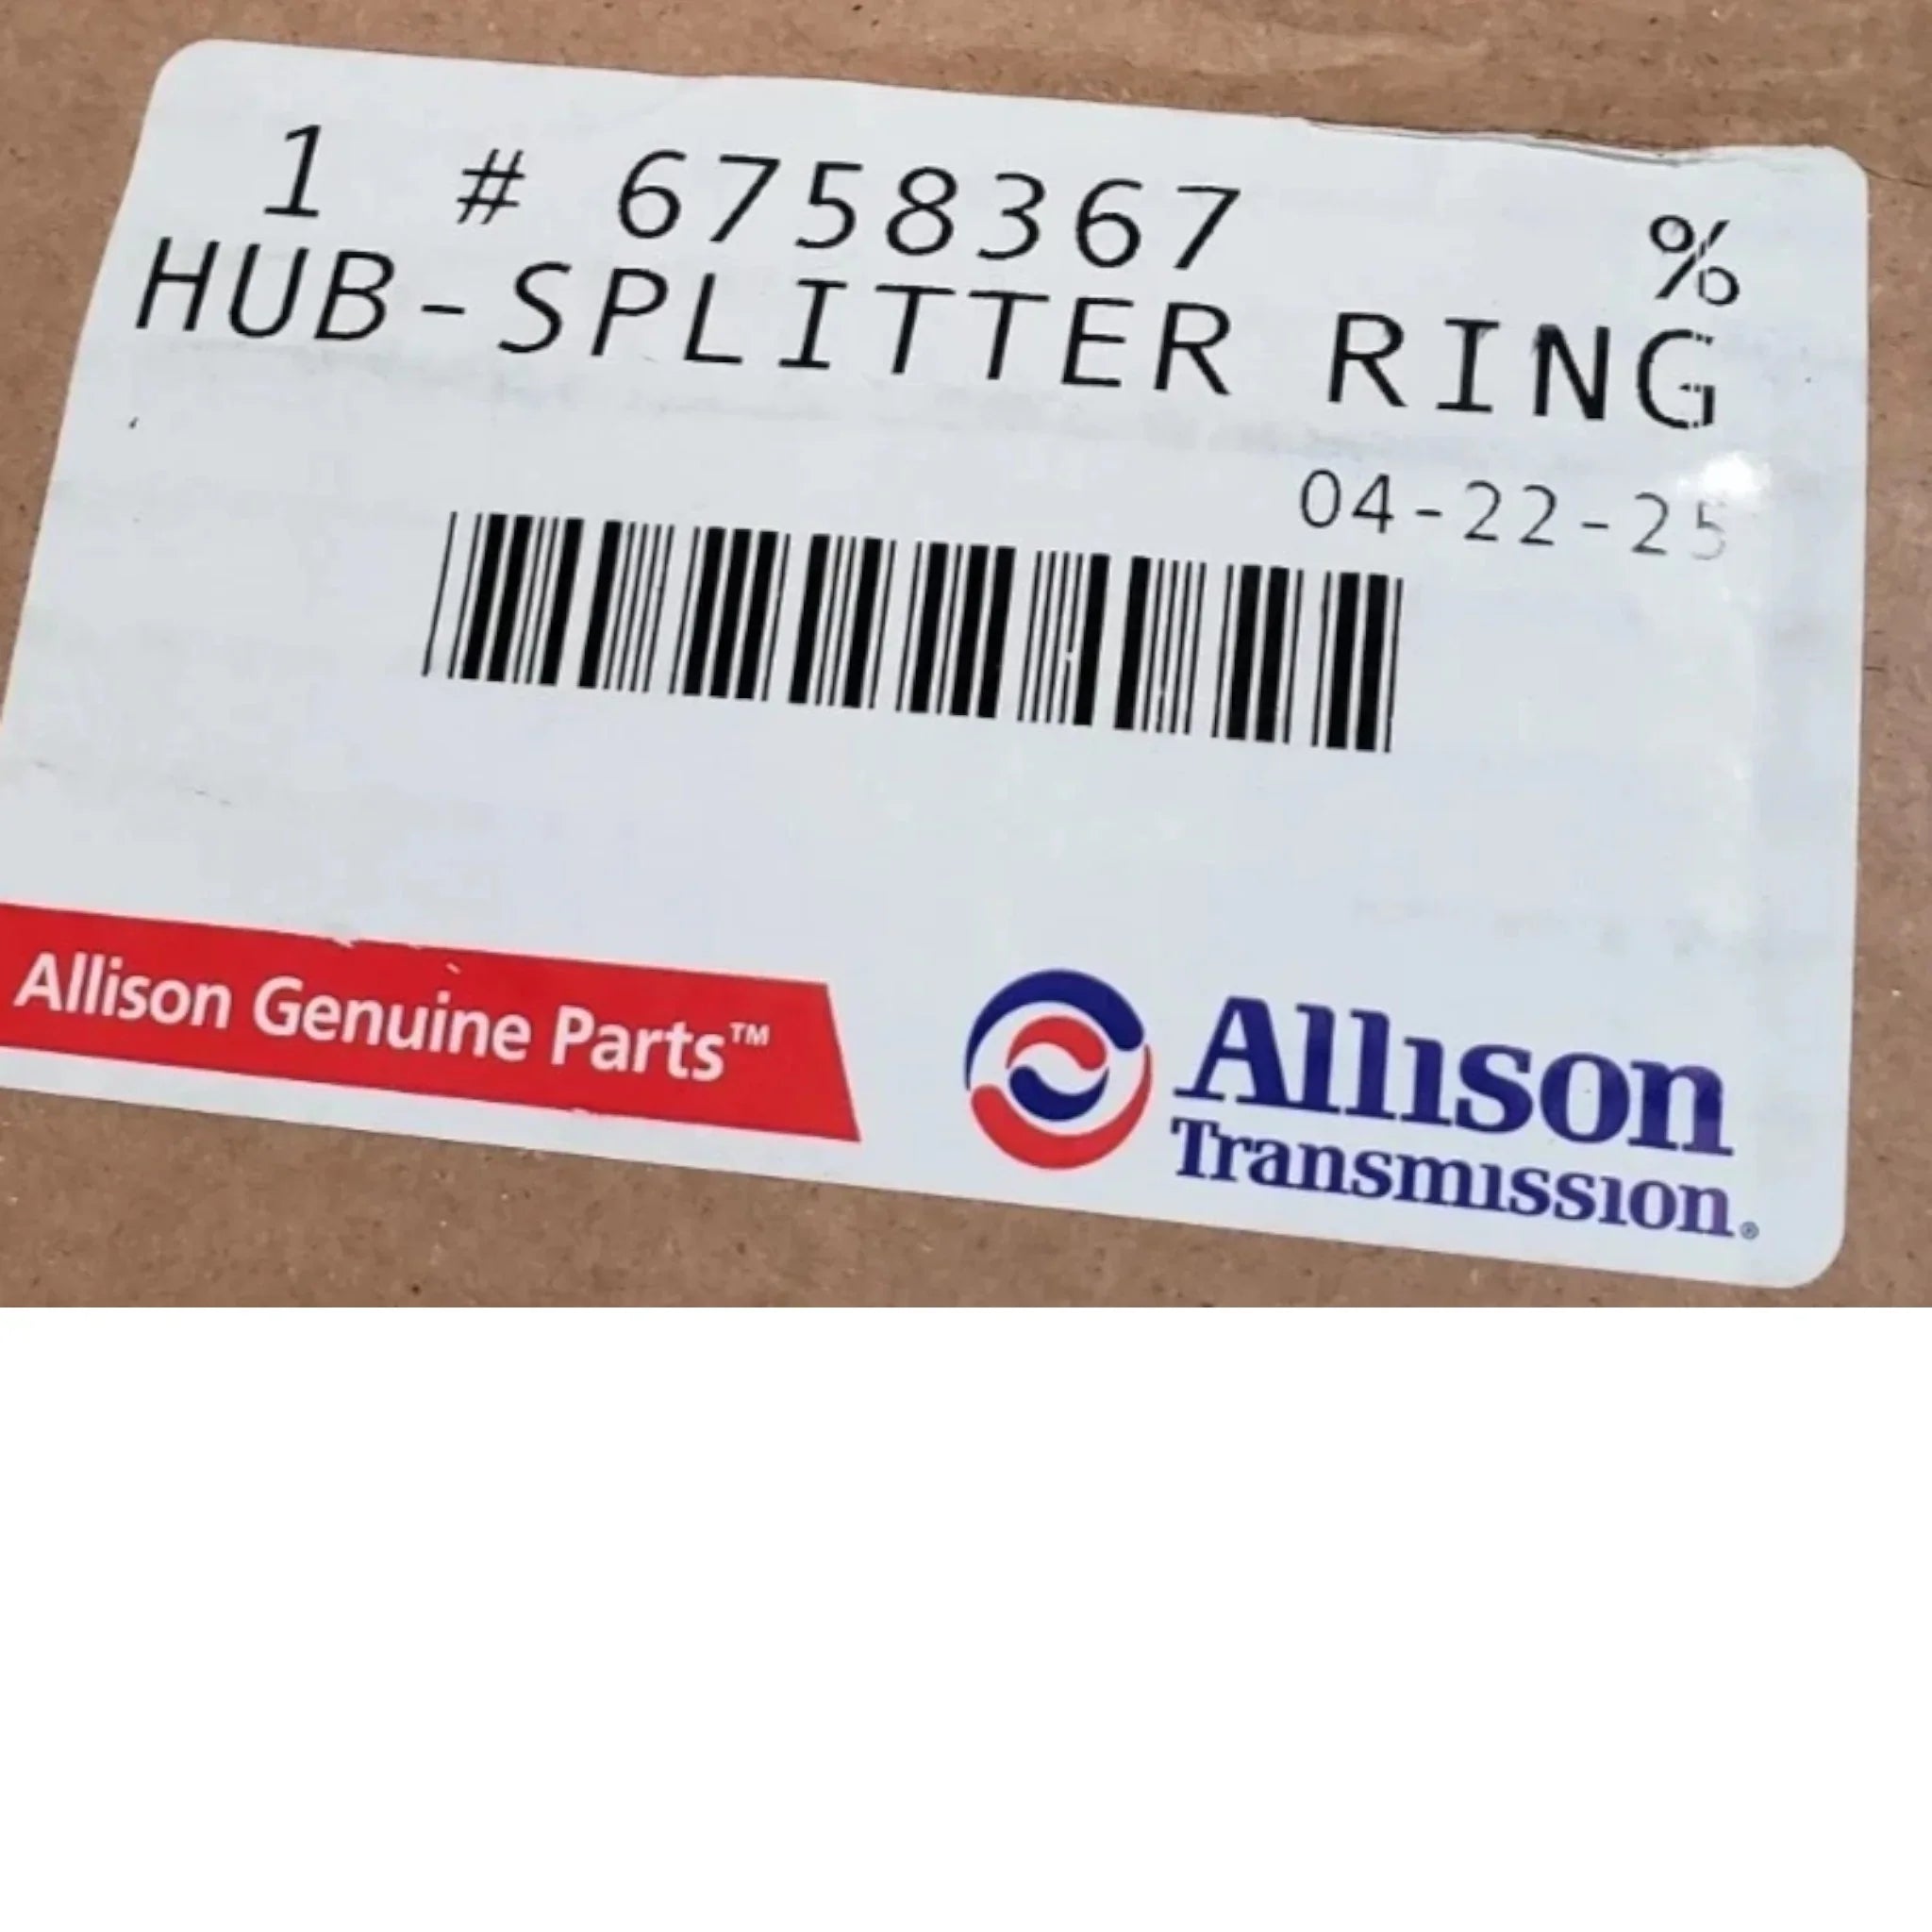 1 # 6758367 %
HUB-SPLITTER RING
04-22-25
Allison Genuine Parts™
Allison
Transmission®